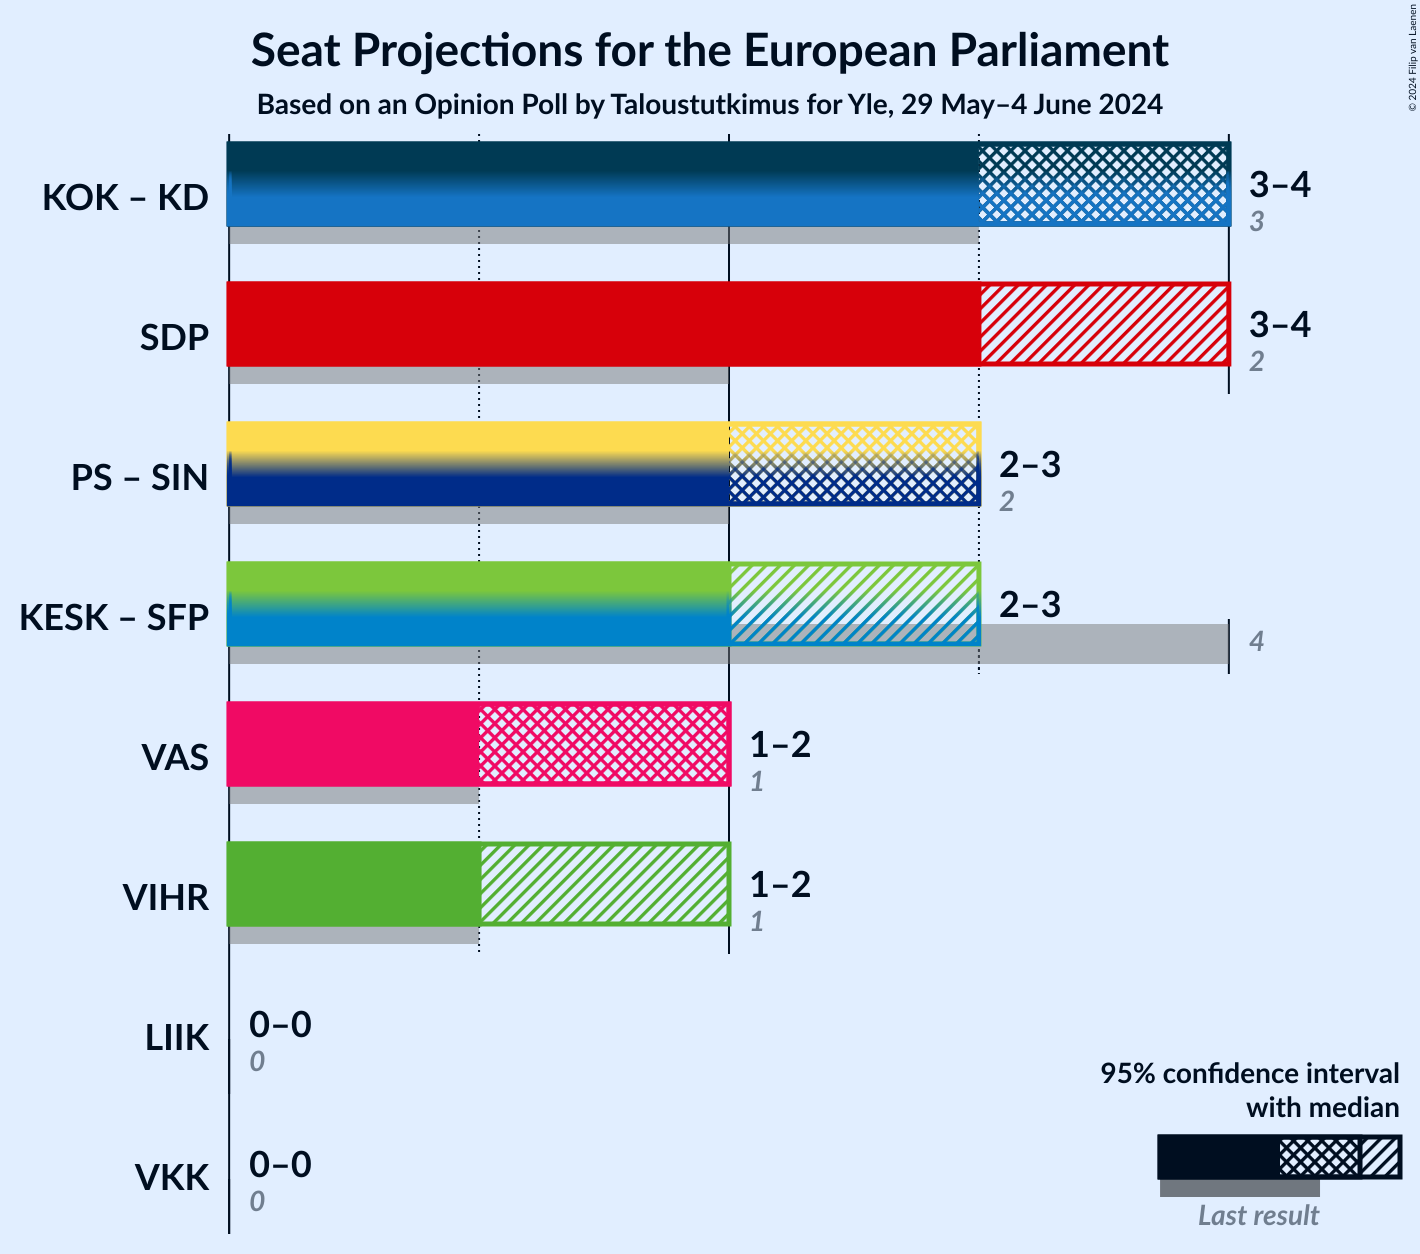 Seat Projections for the European Parliament
Based on an Opinion Poll by Taloustutkimus for Yle, 29 May–4 June 2024
© 2024 Filip van Laenen
KOK – KD
3–4
3
SDP
3–4
2
PS – SIN
2–3
2
KESK – SFP
2–3
4
VAS
1–2
1
VIHR
1–2
1
LIIK
0–0
0
VKK
0–0
0
95% confidence interval
with median
Last result